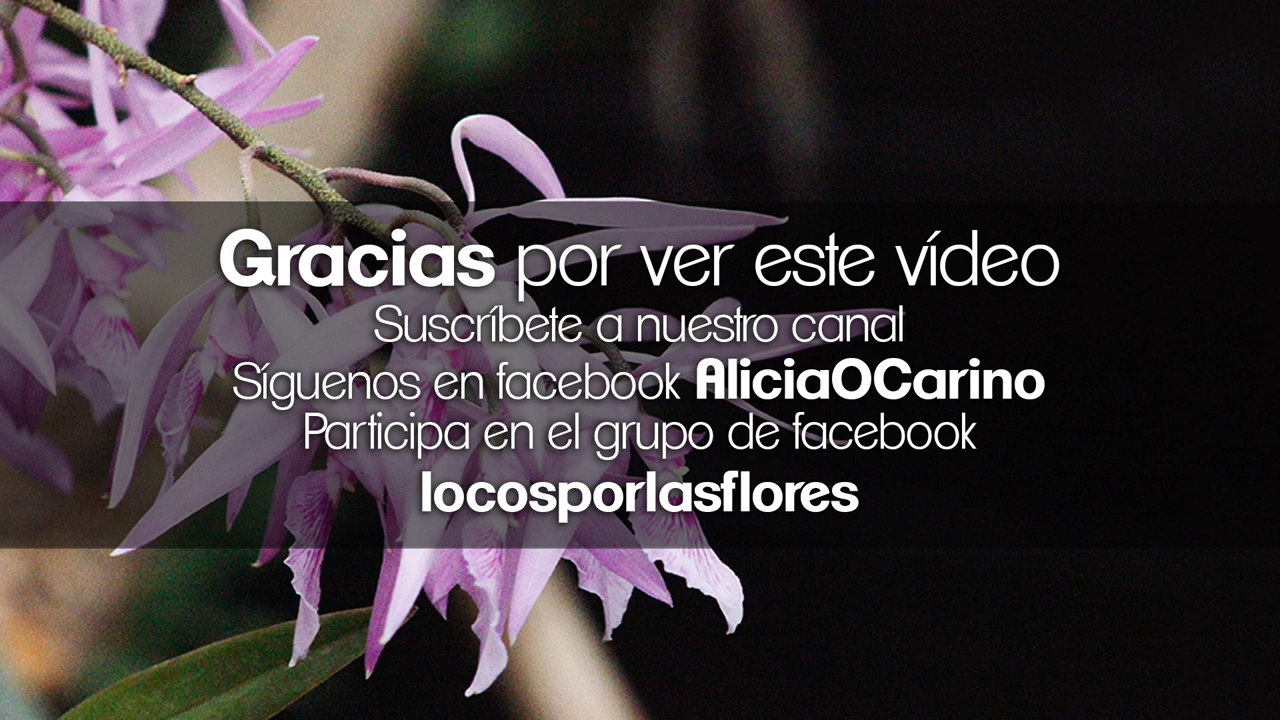 Gracias por ver este vídeo
Suscríbete a nuestro canal
Síguenos en facebook AliciaOCarino
Participa en el grupo de facebook
locosporlasflores